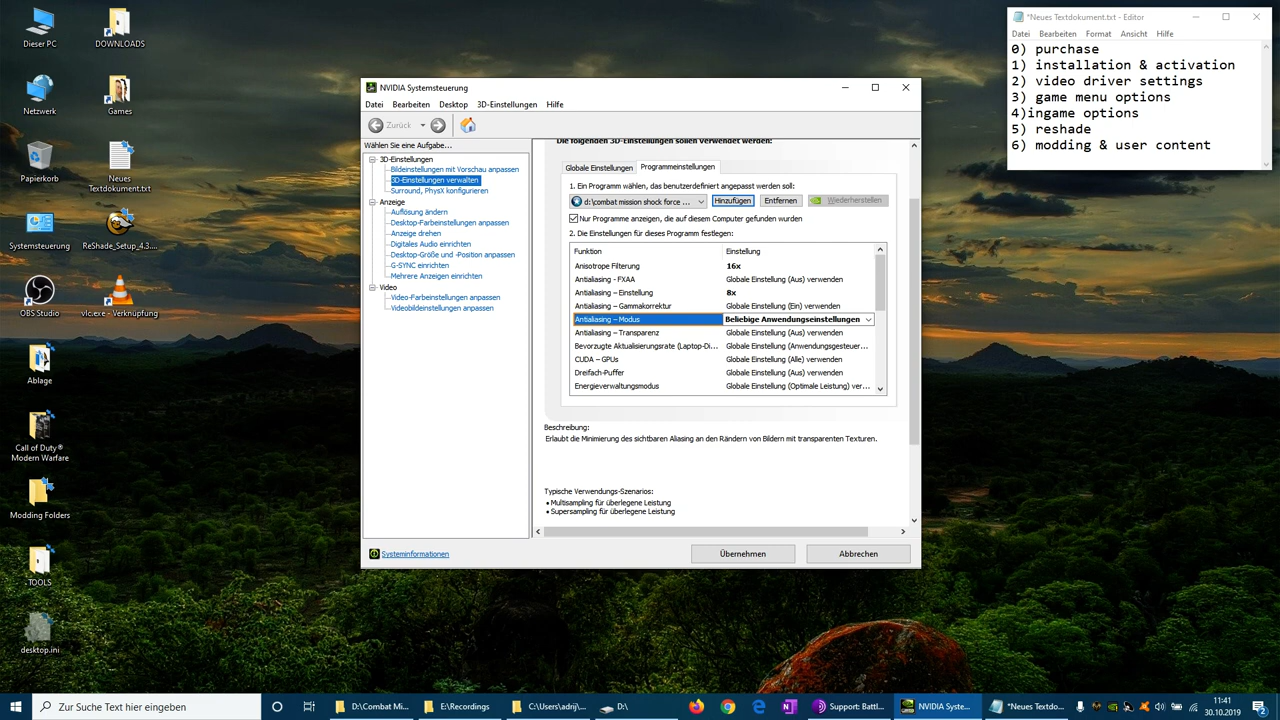 Dieser PC
DOWNLOADS
Netzwerk
Games
Neues
Textdokument.txt
Systemsteuerung
ReShade_Setup_4.3....
OBS Studio
vlc.exe - Verknüpfung
Ablage
Call of Duty®
Modern Warfare
Modding Folders
TOOLS
desktop.ini
*Neues Textdokument.txt - Editor
Datei Bearbeiten Format Ansicht Hilfe
0) purchase
1) installation & activation
2) video driver settings
3) game menu options
4)ingame options
5) reshade
6) modding & user content
NVIDIA Systemsteuerung
Datei Bearbeiten Desktop 3D-Einstellungen Hilfe
Zurück
Wählen Sie eine Aufgabe...
3D-Einstellungen
Bildeinstellungen mit Vorschau anpassen
3D-Einstellungen verwalten
Surround, PhysX konfigurieren
Anzeige
Auflösung ändern
Desktop-Farbeinstellungen anpassen
Anzeige drehen
Digitales Audio einrichten
Desktop-Größe und -Position anpassen
G-SYNC einrichten
Mehrere Anzeigen einrichten
Video
Video-Farbeinstellungen anpassen
Videobildeinstellungen anpassen
Systeminformationen
Die folgenden 3D-Einstellungen sollen verwendet werden:
Globale Einstellungen Programmeinstellungen
1. Ein Programm wählen, das benutzerdefiniert angepasst werden soll:
d:\combat mission shock force ... Hinzufügen Entfernen Wiederherstellen
Nur Programme anzeigen, die auf diesem Computer gefunden wurden
2. Die Einstellungen für dieses Programm festlegen:
Funktion Einstellung
Anisotrope Filterung 16x
Antialiasing - FXAA Globale Einstellung (Aus) verwenden
Antialiasing – Einstellung 8x
Antialiasing – Gammakorrektur Globale Einstellung (Ein) verwenden
Antialiasing – Modus Beliebige Anwendungseinstellungen
Antialiasing – Transparenz Globale Einstellung (Aus) verwenden
Bevorzugte Aktualisierungsrate (Laptop-Di... Globale Einstellung (Anwendungsgesteuer...
CUDA – GPUs Globale Einstellung (Alle) verwenden
Dreifach-Puffer Globale Einstellung (Aus) verwenden
Energieverwaltungsmodus Globale Einstellung (Optimale Leistung) ver...
Beschreibung:
Erlaubt die Minimierung des sichtbaren Aliasing an den Rändern von Bildern mit transparenten Texturen.
Typische Verwendungs-Szenarios:
• Multisampling für überlegene Leistung
• Supersampling für überlegene Leistung
Übernehmen Abbrechen
Zur Suche Text hier eingeben
D:\Combat Mi...
E:\Recordings
C:\Users\adrij\...
D:\
Support: Battl...
NVIDIA System...
*Neues Textdo...
11:41
30.10.2019
2